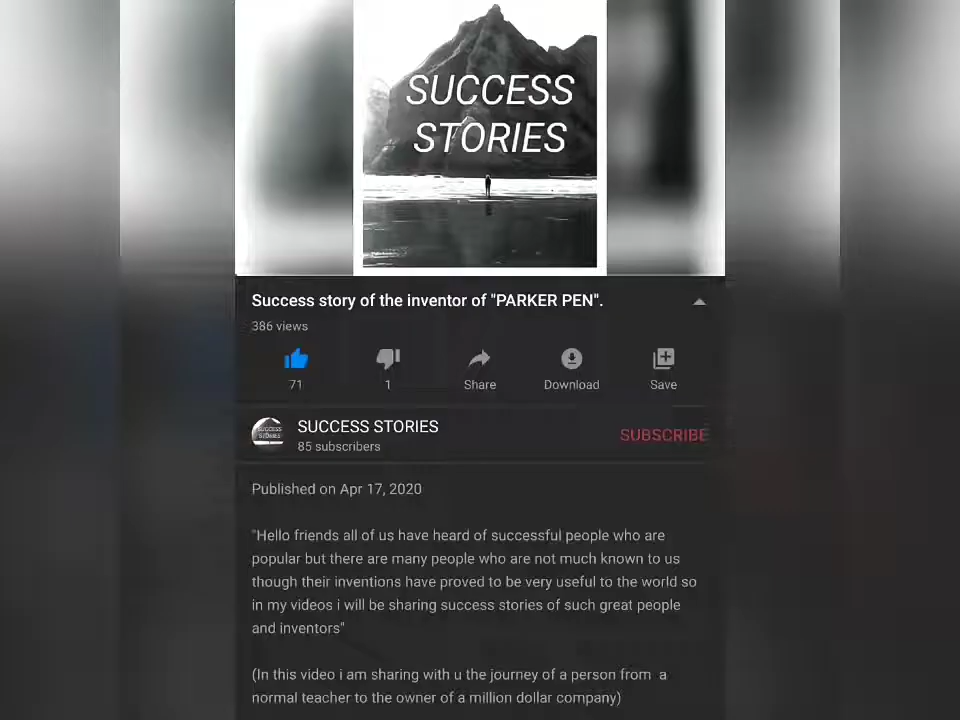 SUCCESS
STORIES
Success story of the inventor of "PARKER PEN".
386 views
71
1
Share
Download
Save
SUCCESS
STORIES
SUCCESS STORIES
85 subscribers
SUBSCRIBE
Published on Apr 17, 2020
"Hello friends all of us have heard of successful people who are
popular but there are many people who are not much known to us
though their inventions have proved to be very useful to the world so
in my videos i will be sharing success stories of such great people
and inventors"
(In this video i am sharing with u the journey of a person from a
normal teacher to the owner of a million dollar company)